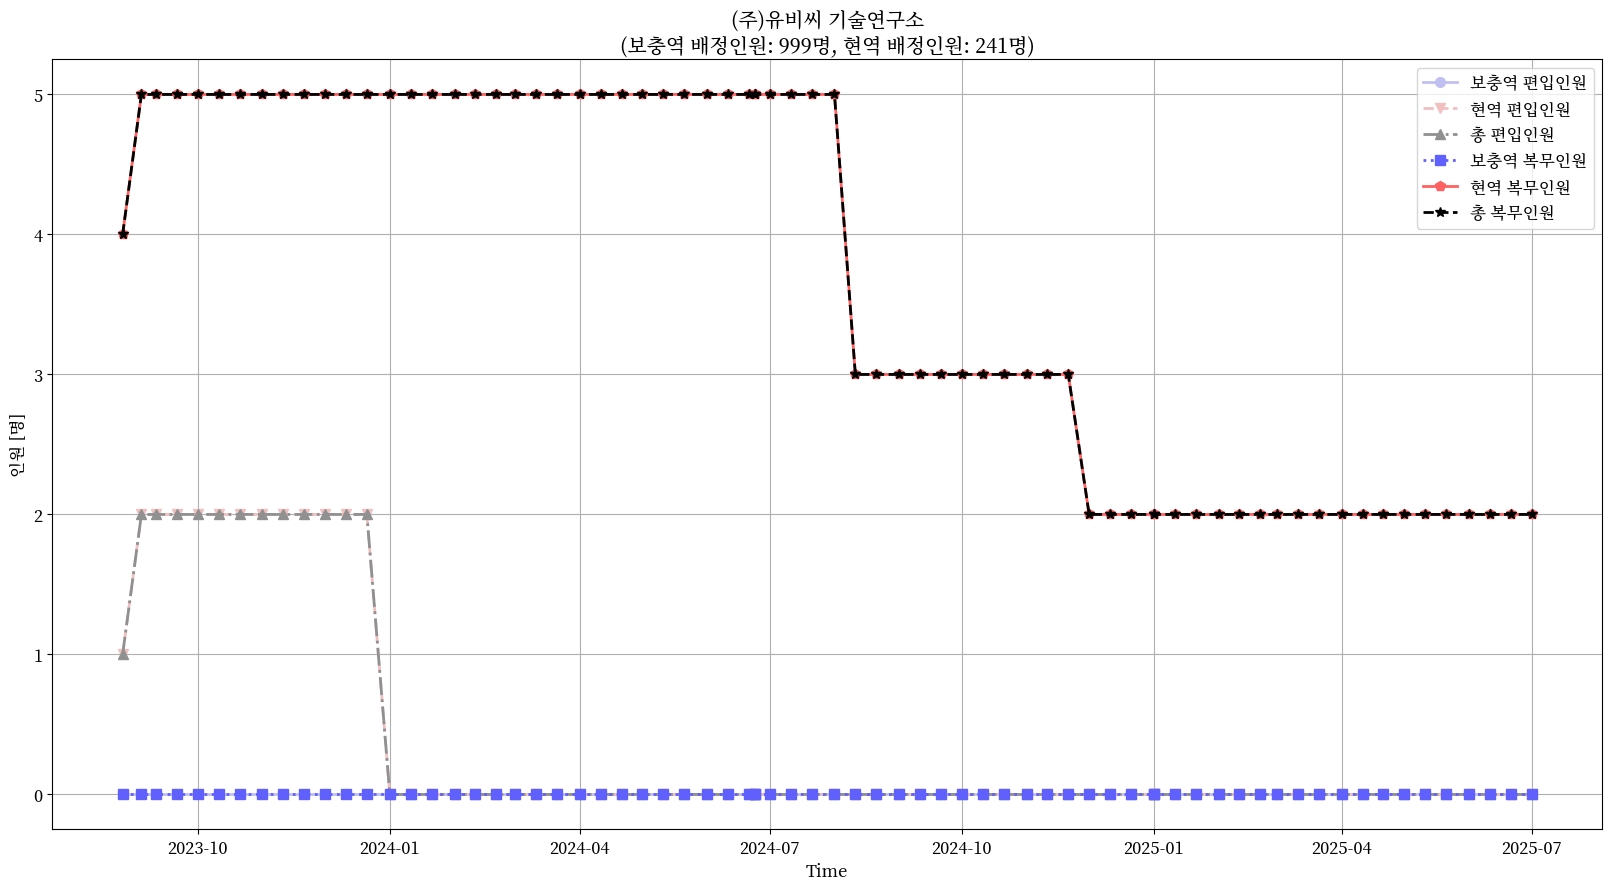 (주)유비씨 기술연구소
(보충역 배정인원: 999명, 현역 배정인원: 241명)
보충역 편입인원
현역 편입인원
총 편입인원
보충역 복무인원
현역 복무인원
총 복무인원
인원 [명]
5
4
3
2
1
0
2023-10
2024-01
2024-04
2024-07
2024-10
2025-01
2025-04
2025-07
Time